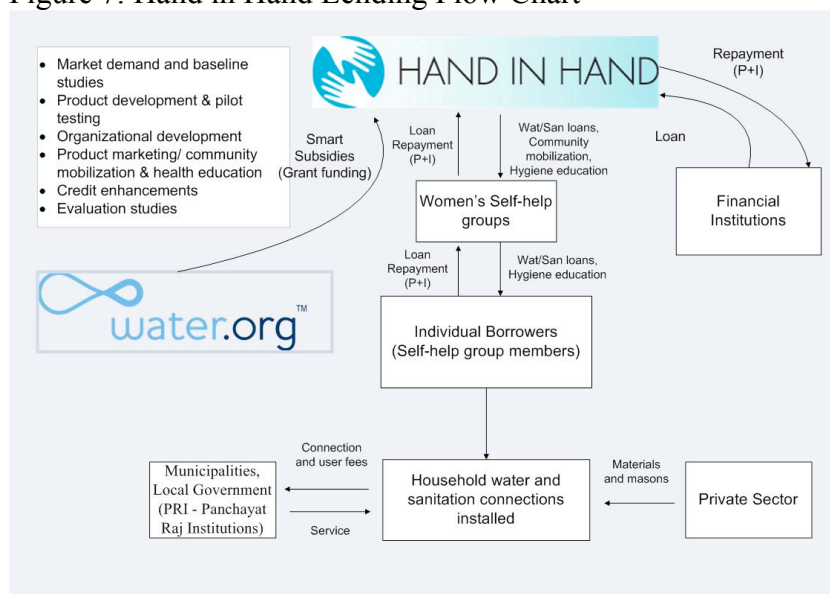 Figure 7: Hand in Hand Lending Flow Chart
• Market demand and baseline
studies
• Product development & pilot
testing
• Organizational development
• Product marketing/ community
mobilization & health education
• Credit enhancements
• Evaluation studies
HAND IN HAND
Repayment
(P+I)
Smart
Subsidies
(Grant funding)
Loan
Repayment
(P+I)
Wat/San loans,
Community
mobilization,
Hygiene education
Loan
Financial
Institutions
Women's Self-help
groups
Loan
Repayment
(P+I)
Wat/San loans,
Hygiene education
water.org™
Individual Borrowers
(Self-help group members)
Connection
and user fees
Municipalities,
Local Government
(PRI - Panchayat
Raj Institutions)
Service
Household water and
sanitation connections
installed
Materials
and masons
Private Sector